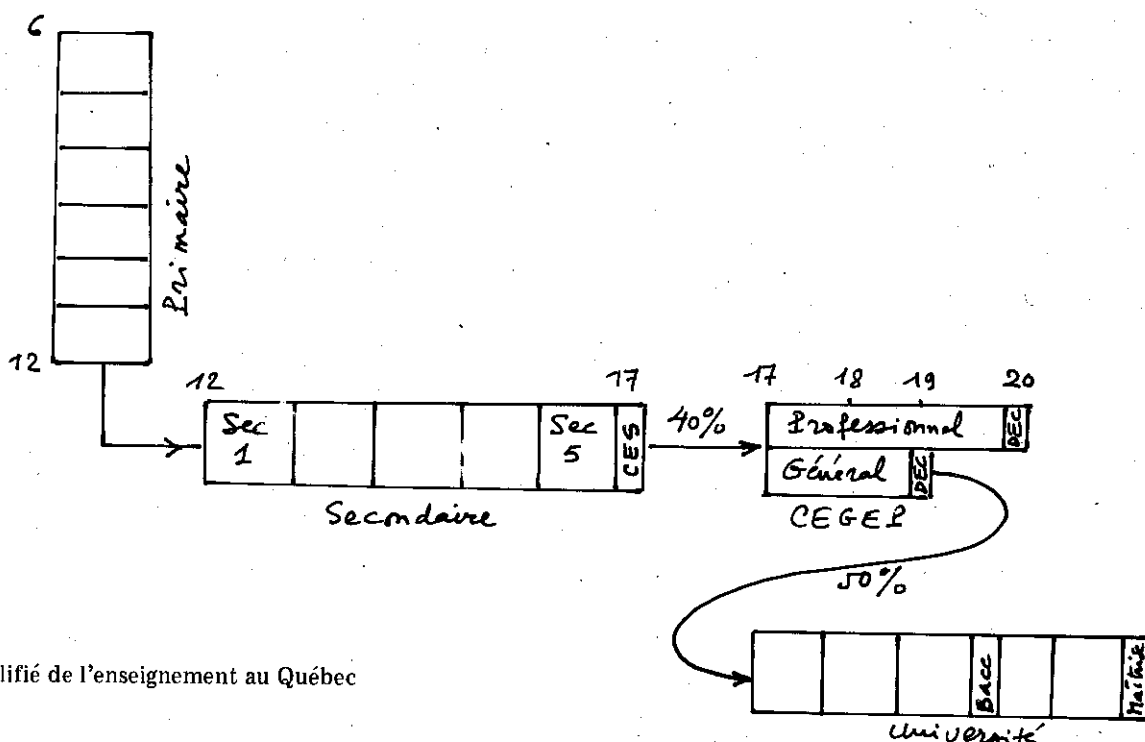 6
Primaire
12
12
17
Sec
1
Sec
5
CES
Secondaire
40%
17
18
19
20
Professionnel
DEC
Général
DEC
CEGEP
50%
Bacc
Maîtrise
Université
lifié de l'enseignement au Québec